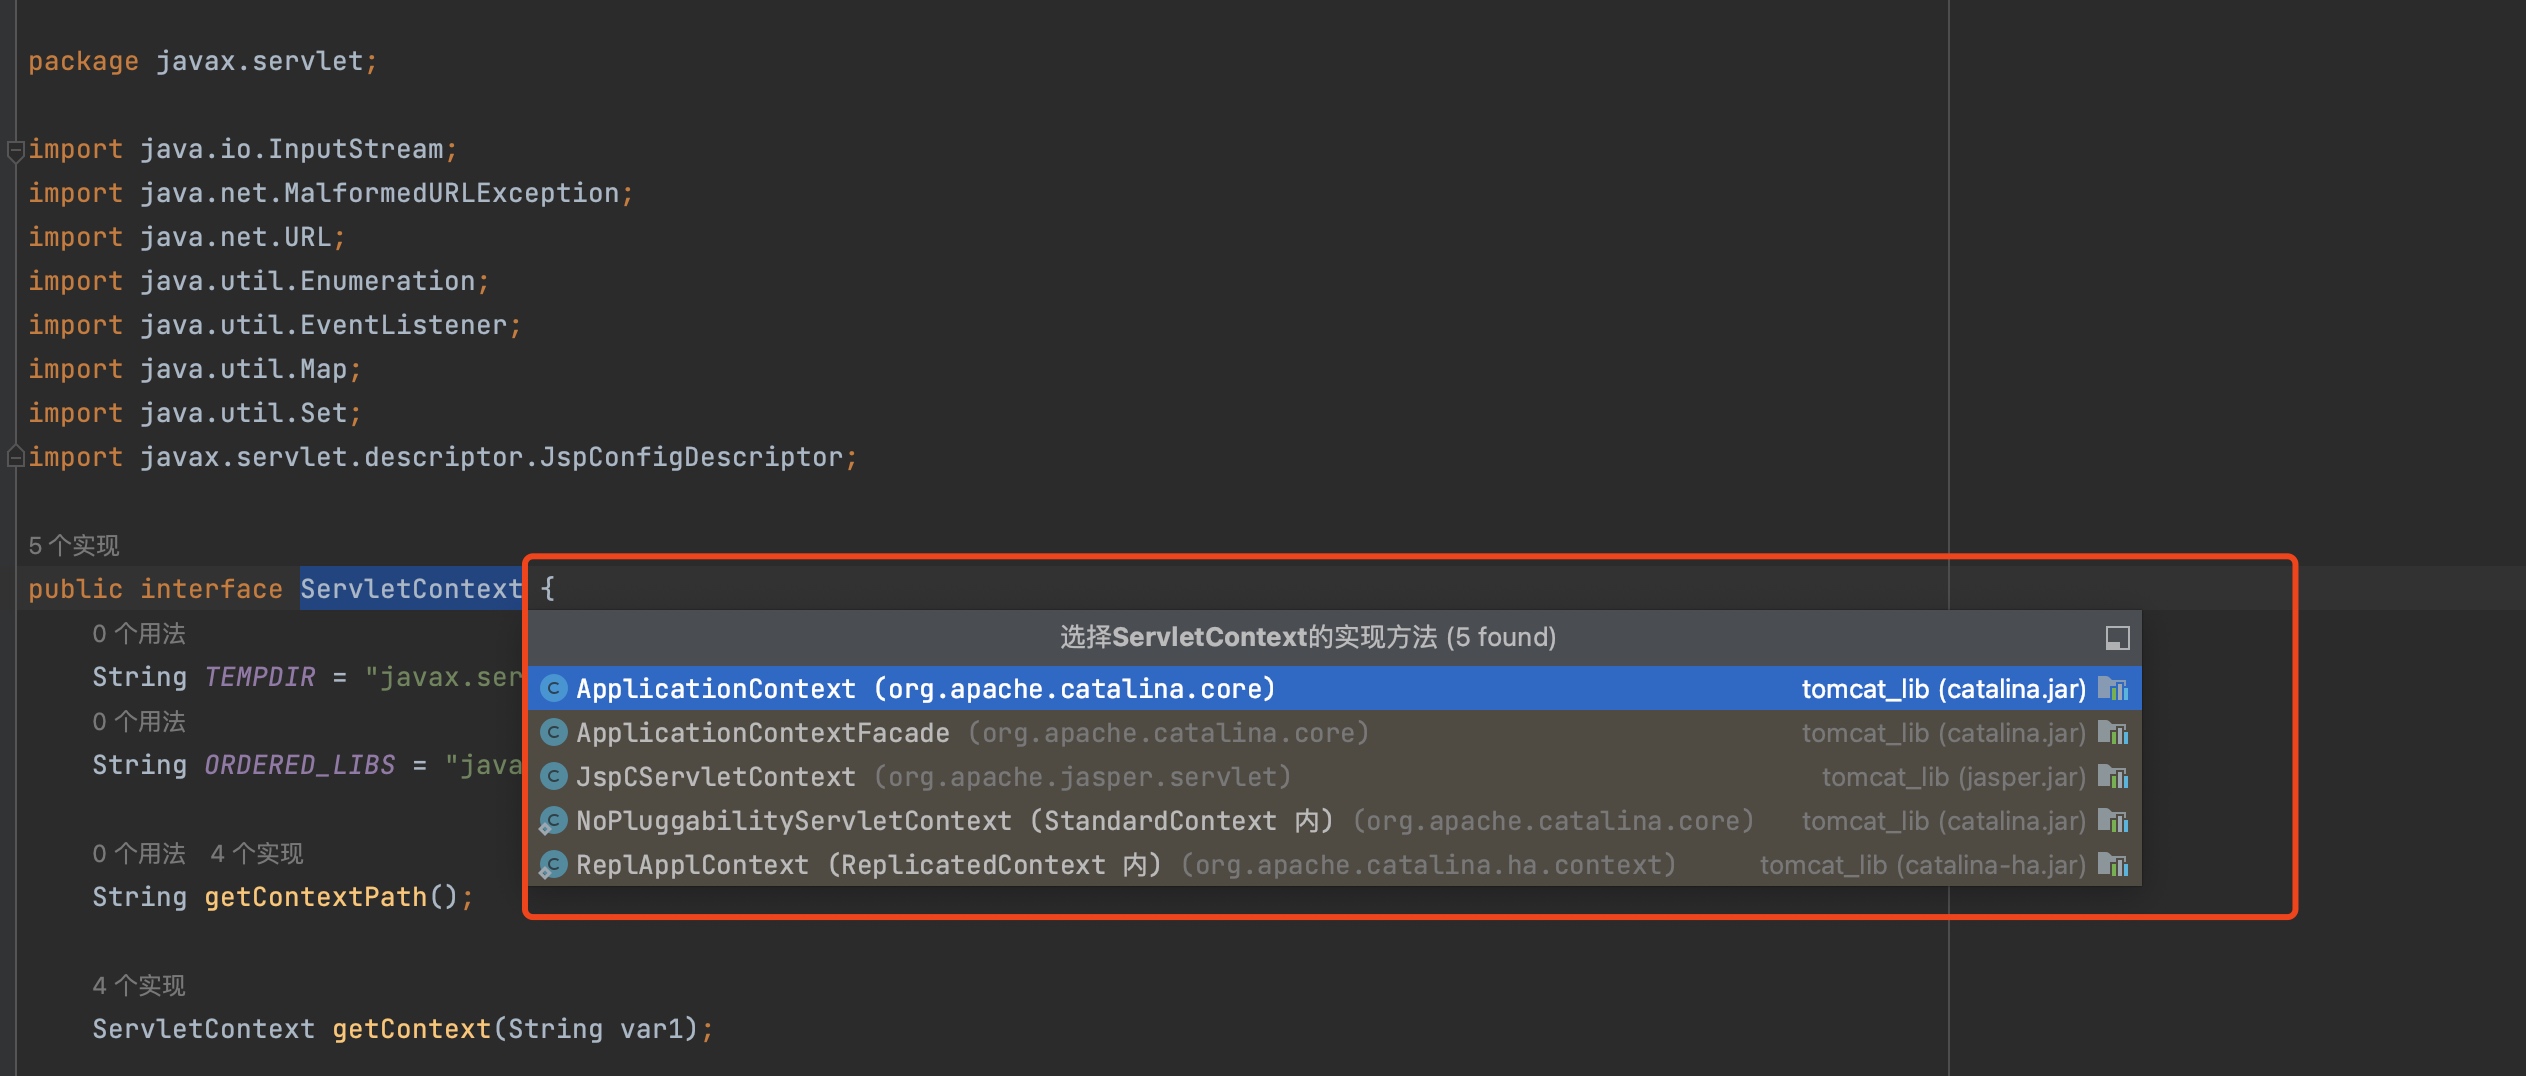 package javax.servlet;
import java.io.InputStream;
import java.net.MalformedURLException;
import java.net.URL;
import java.util.Enumeration;
import java.util.EventListener;
import java.util.Map;
import java.util.Set;
import javax.servlet.descriptor.JspConfigDescriptor;
5 个实现
public interface ServletContext {
0 个用法
String TEMPDIR = "javax.ser
0 个用法
String ORDERED_LIBS = "java
0 个用法 4 个实现
String getContextPath();
4 个实现
ServletContext getContext(String var1);
选择ServletContext的实现方法 (5 found)
ApplicationContext (org.apache.catalina.core) tomcat_lib (catalina.jar)
ApplicationContextFacade (org.apache.catalina.core) tomcat_lib (catalina.jar)
JspCServletContext (org.apache.jasper.servlet) tomcat_lib (jasper.jar)
NoPluggabilityServletContext (StandardContext 内) (org.apache.catalina.core) tomcat_lib (catalina.jar)
ReplApplContext (ReplicatedContext 内) (org.apache.catalina.ha.context) tomcat_lib (catalina-ha.jar)